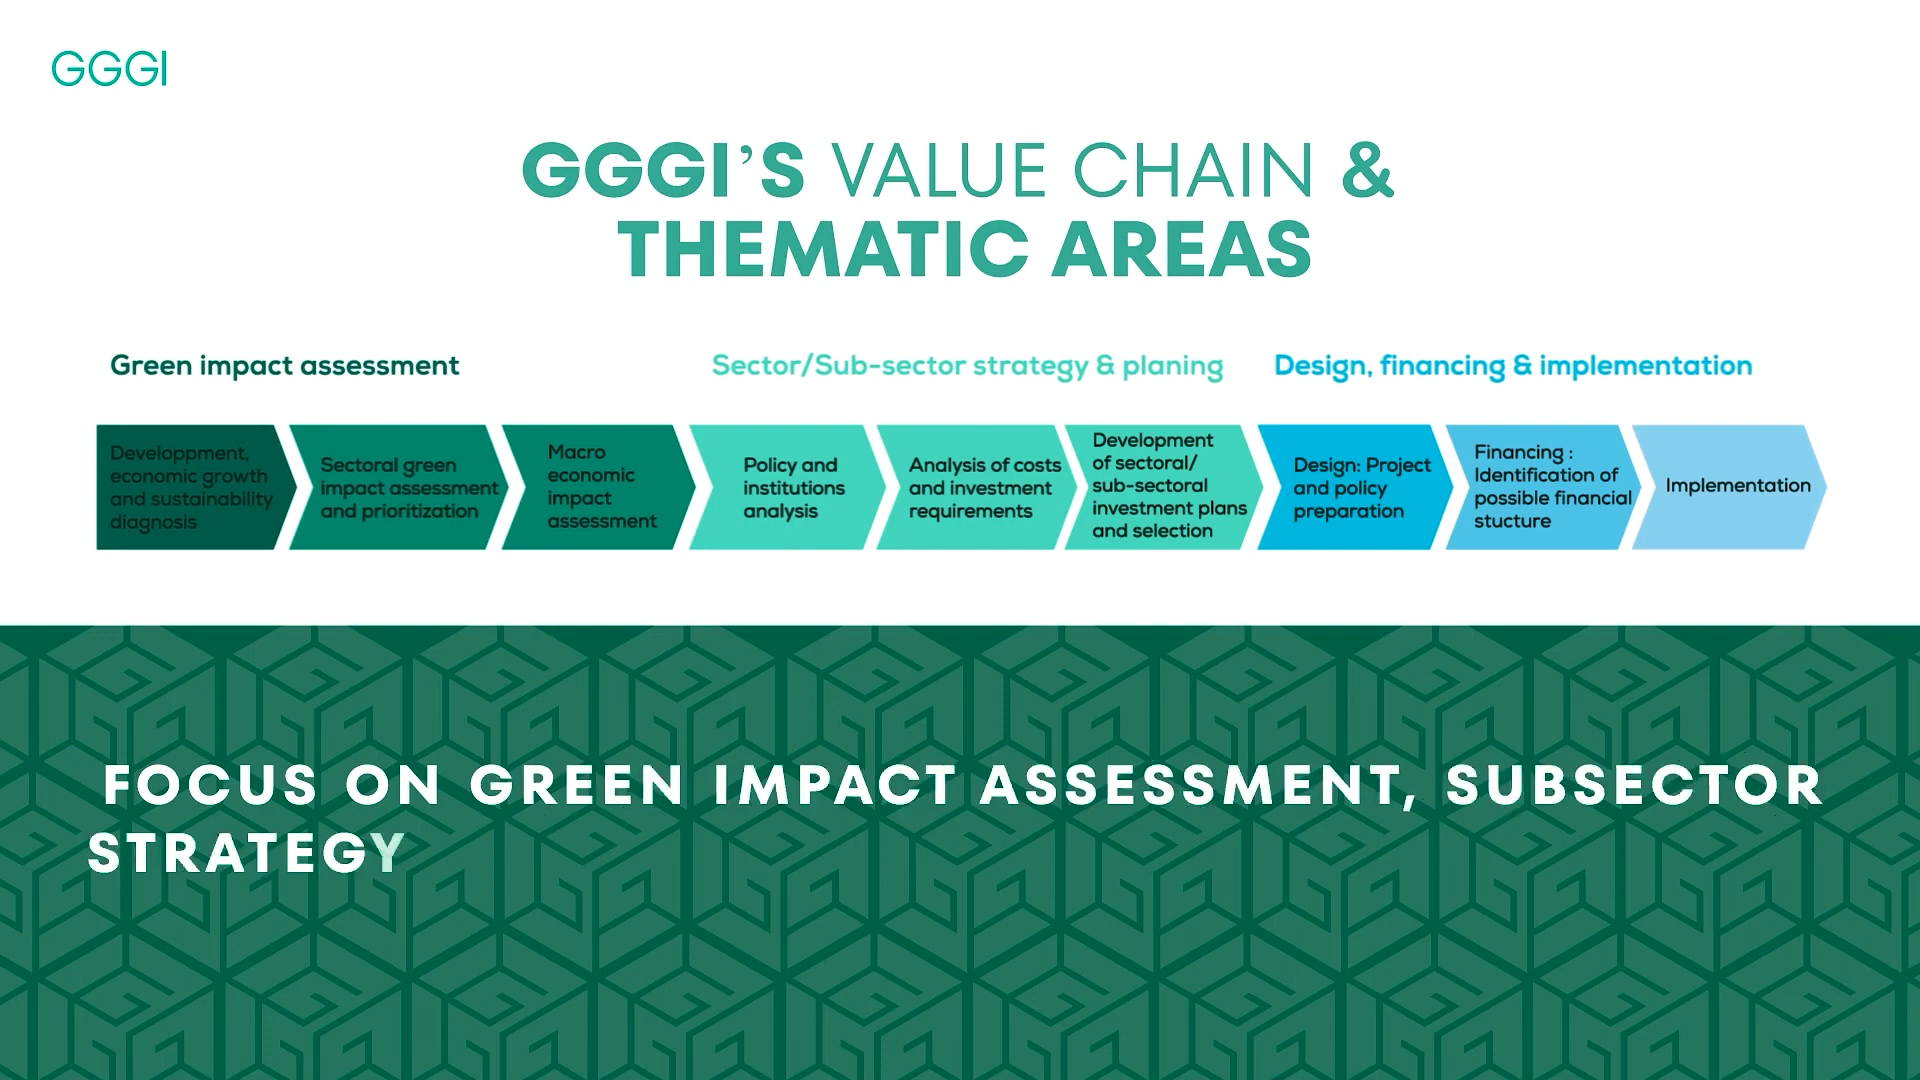 GGGI
GGGI’S VALUE CHAIN &
THEMATIC AREAS
Green impact assessment
Sector/Sub-sector strategy & planing
Design, financing & implementation
Developpment,
economic growth
and sustainability
diagnosis
Sectoral green
impact assessment
and prioritization
Macro
economic
impact
assessment
Policy and
institutions
analysis
Analysis of costs
and investment
requirements
Development
of sectoral/
sub-sectoral
investment plans
and selection
Design: Project
and policy
preparation
Financing :
Identification of
possible financial
stucture
Implementation
FOCUS ON GREEN IMPACT ASSESSMENT, SUBSECTOR
STRATEGY